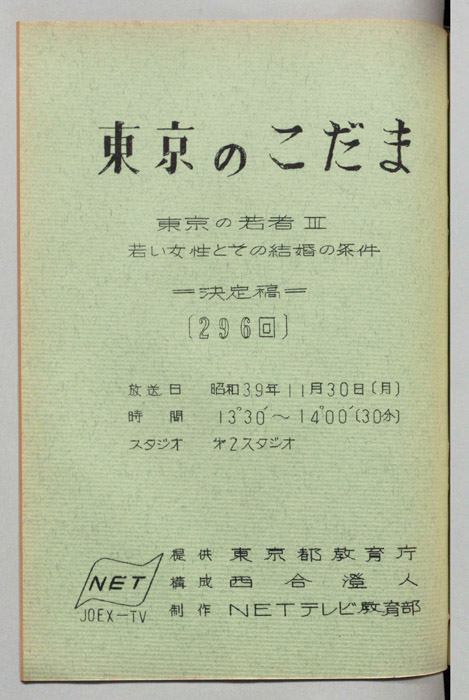 東京のこだま
東京の若者 III
若い女性とその結婚の条件
=決定稿=
〔296回〕
放送日 昭和39年11月30日(月)
時間 13°30′〜14°00′(30分)
スタジオ 第2スタジオ
提供 東京都教育庁
構成 西合澄人
制作 NETテレビ教育部
NET
JOEX-TV